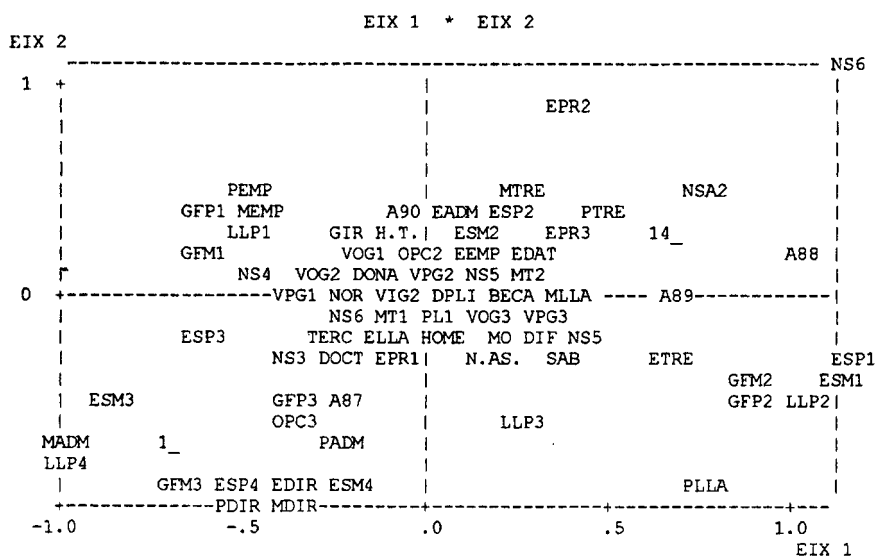 EIX 1 * EIX 2
EIX 2
NS6
1
EPR2
PEMP MTRE NSA2
GFP1 MEMP A90 EADM ESP2 PTRE
LLP1 GIR H.T. ESM2 EPR3 14_
GFM1 VOG1 OPC2 EEMP EDAT A88
NS4 VOG2 DONA VPG2 NS5 MT2
0 VPG1 NOR VIG2 DPLI BECA MLLA A89
NS6 MT1 PL1 VOG3 VPG3
ESP3 TERC ELLA HOME MO DIF NS5
NS3 DOCT EPR1 N.AS. SAB ETRE ESP1
GFM2 ESM1
ESM3 GFP3 A87 GFP2 LLP2
OPC3 LLP3
MADM 1_ PADM
LLP4
GFM3 ESP4 EDIR ESM4 PLLA
PDIR MDIR
-1.0 -.5 .0 .5 1.0
EIX 1